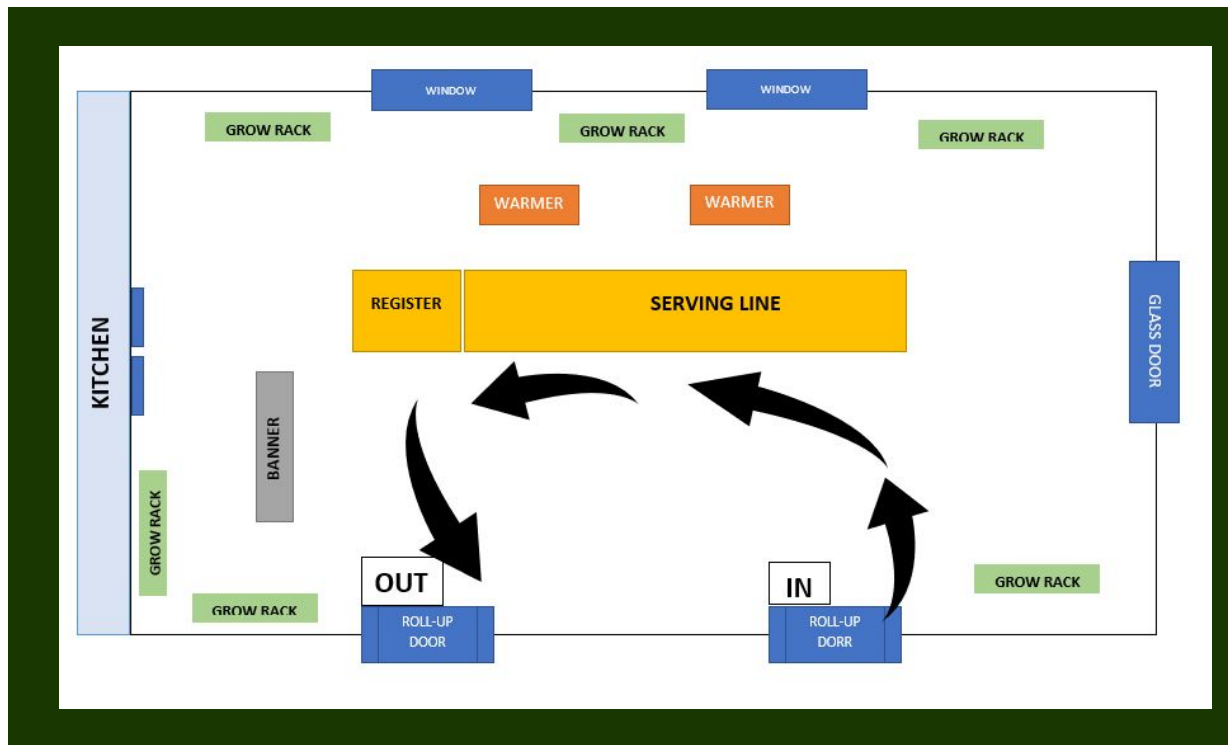 WINDOW
WINDOW
GROW RACK
GROW RACK
GROW RACK
WARMER
WARMER
REGISTER
SERVING LINE
GLASS DOOR
KITCHEN
BANNER
GROW RACK
GROW RACK
OUT
ROLL-UP
DOOR
IN
ROLL-UP
DORR
GROW RACK